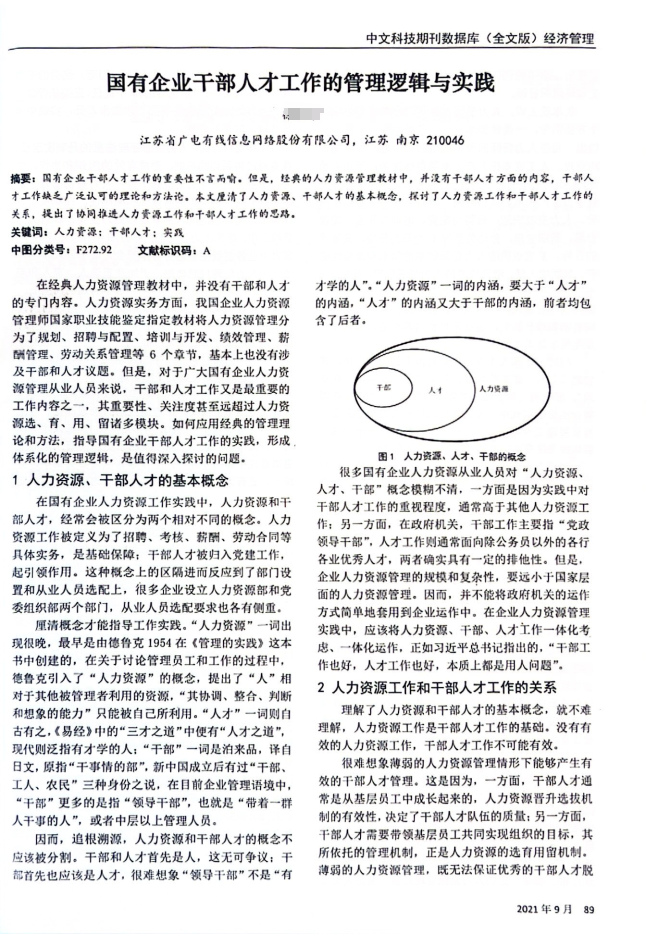 中文科技期刊数据库（全文版）经济管理
国有企业干部人才工作的管理逻辑与实践
江苏省广电有线信息网络股份有限公司，江苏 南京 210046
摘要：国有企业干部人才工作的重要性不言而喻。但是，经典的人力资源管理教材中，并没有干部人才方面的内容，干部人
才工作缺乏广泛认可的理论和方法论。本文厘清了人力资源、干部人才的基本概念，探讨了人力资源工作和干部人才工作的
关系，提出了协同推进人力资源工作和干部人才工作的思路。
关键词：人力资源；干部人才；实践
中图分类号：F272.92 文献标识码：A
在经典人力资源管理教材中，并没有干部和人才
的专门内容。人力资源实务方面，我国企业人力资源
管理师国家职业技能鉴定指定教材将人力资源管理分
为了规划、招聘与配置、培训与开发、绩效管理、薪
酬管理、劳动关系管理等 6 个章节，基本上也没有涉
及干部和人才议题。但是，对于广大国有企业人力资
源管理从业人员来说，干部和人才工作又是最重要的
工作内容之一，其重要性、关注度甚至远超过人力资
源选、育、用、留诸多模块。如何应用经典的管理理
论和方法，指导国有企业干部人才工作的实践，形成
体系化的管理逻辑，是值得深入探讨的问题。
1 人力资源、干部人才的基本概念
在国有企业人力资源工作实践中，人力资源和干
部人才，经常会被区分为两个相对不同的概念。人力
资源工作被定义为了招聘、考核、薪酬、劳动合同等
具体实务，是基础保障；干部人才被归入党建工作，
起引领作用。这种概念上的区隔进而反应到了部门设
置和从业人员选配上，很多企业设立人力资源部和党
委组织部两个部门，从业人员选配要求也各有侧重。
厘清概念才能指导工作实践。“人力资源”一词出
现很晚，最早是由德鲁克 1954 在《管理的实践》这本
书中创建的，在关于讨论管理员工和工作的过程中，
德鲁克引入了“人力资源”的概念，提出了“人”相
对于其他被管理者利用的资源，“其协调、整合、判断
和想象的能力”只能被自己所利用。“人才”一词则自
古有之，《易经》中的“三才之道”中便有“人才之道”，
现代则泛指有才学的人；“干部”一词是泊来品，译自
日文，原指“干事情的部”，新中国成立后有过“干部、
工人、农民”三种身份之说，在目前企业管理语境中，
“干部”更多的是指“领导干部”，也就是“带着一群
人干事的人”，或者中层以上管理人员。
因而，追根溯源，人力资源和干部人才的概念不
应该被分割。干部和人才首先是人，这无可争议；干
部首先也应该是人才，很难想象“领导干部”不是“有
才学的人”。“人力资源”一词的内涵，要大于“人才”
的内涵，“人才”的内涵又大于干部的内涵，前者均包
含了后者。
干部 人才 人力资源
图 1 人力资源、人才、干部的概念
很多国有企业人力资源从业人员对“人力资源、
人才、干部”概念模糊不清，一方面是因为实践中对
干部人才工作的重视程度，通常高于其他人力资源工
作；另一方面，在政府机关，干部工作主要指“党政
领导干部”，人才工作则通常面向除公务员以外的各行
各业优秀人才，两者确实具有一定的排他性。但是，
企业人力资源管理的规模和复杂性，要远小于国家层
面的人力资源管理。因而，并不能将政府机关的运作
方式简单地套用到企业运作中。在企业人力资源管理
实践中，应该将人力资源、干部、人才工作一体化考
虑、一体化运作，正如习近平总书记指出的，“干部工
作也好，人才工作也好，本质上都是用人问题”。
2 人力资源工作和干部人才工作的关系
理解了人力资源和干部人才的基本概念，就不难
理解，人力资源工作是干部人才工作的基础。没有有
效的人力资源工作，干部人才工作不可能有效。
很难想象薄弱的人力资源管理情形下能够产生有
效的干部人才管理。这是因为，一方面，干部人才通
常是从基层员工中成长起来的，人力资源晋升选拔机
制的有效性，决定了干部人才队伍的质量；另一方面，
干部人才需要带领基层员工共同实现组织的目标，其
所依托的管理机制，正是人力资源的选育用留机制。
薄弱的人力资源管理，既无法保证优秀的干部人才脱
2021 年 9 月 89